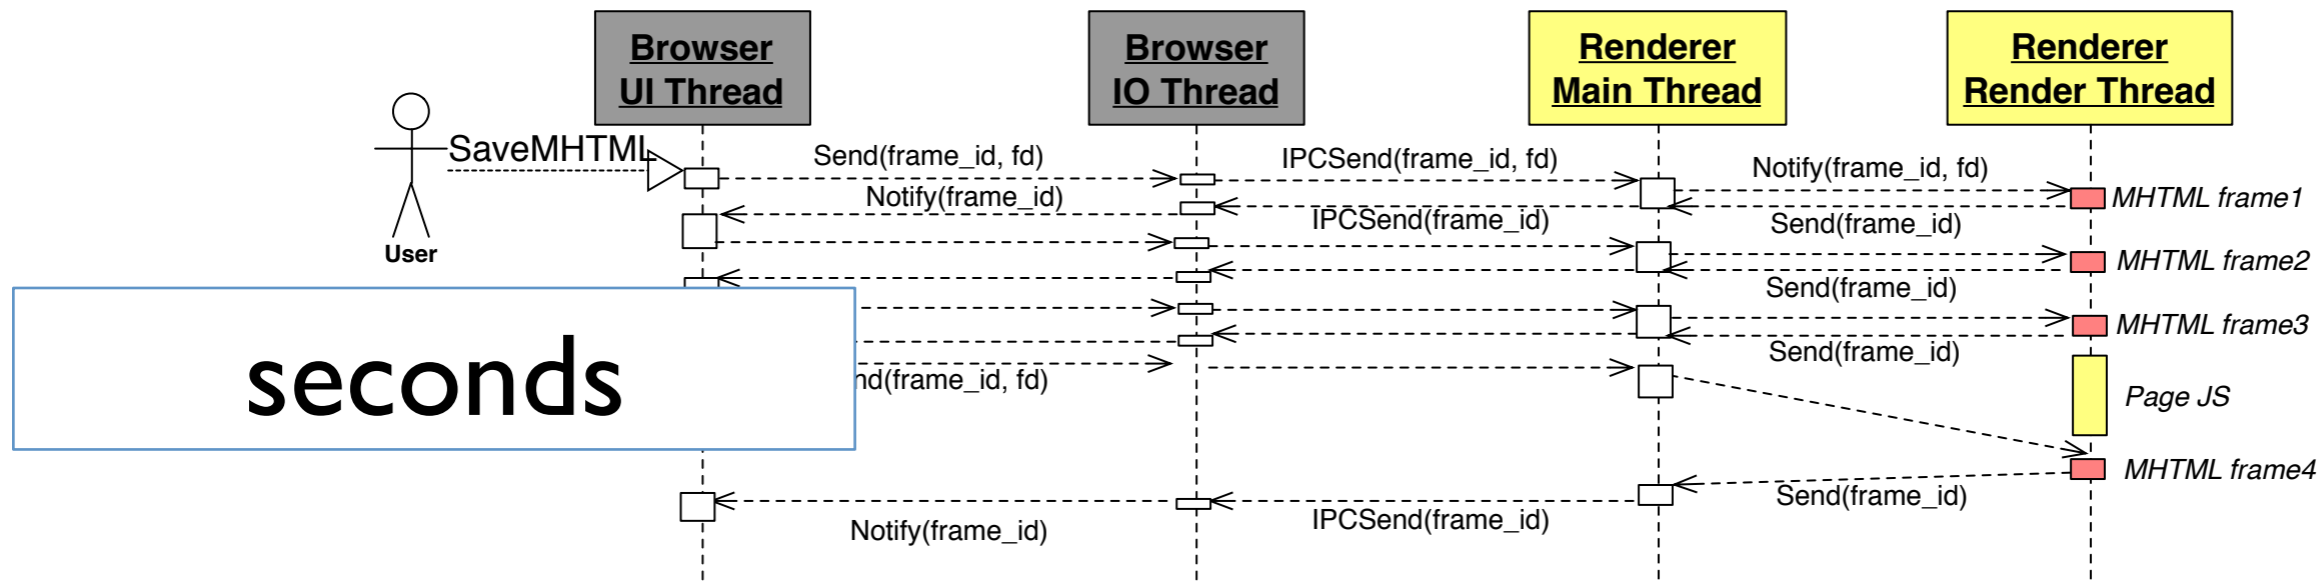 Browser
UI Thread
Browser
IO Thread
Renderer
Main Thread
Renderer
Render Thread
SaveMHTML
User
Send(frame_id, fd)
IPCSend(frame_id, fd)
Notify(frame_id, fd)
MHTML frame1
Notify(frame_id)
IPCSend(frame_id)
Send(frame_id)
MHTML frame2
Send(frame_id)
MHTML frame3
Send(frame_id)
seconds
nd(frame_id, fd)
Page JS
MHTML frame4
Send(frame_id)
IPCSend(frame_id)
Notify(frame_id)